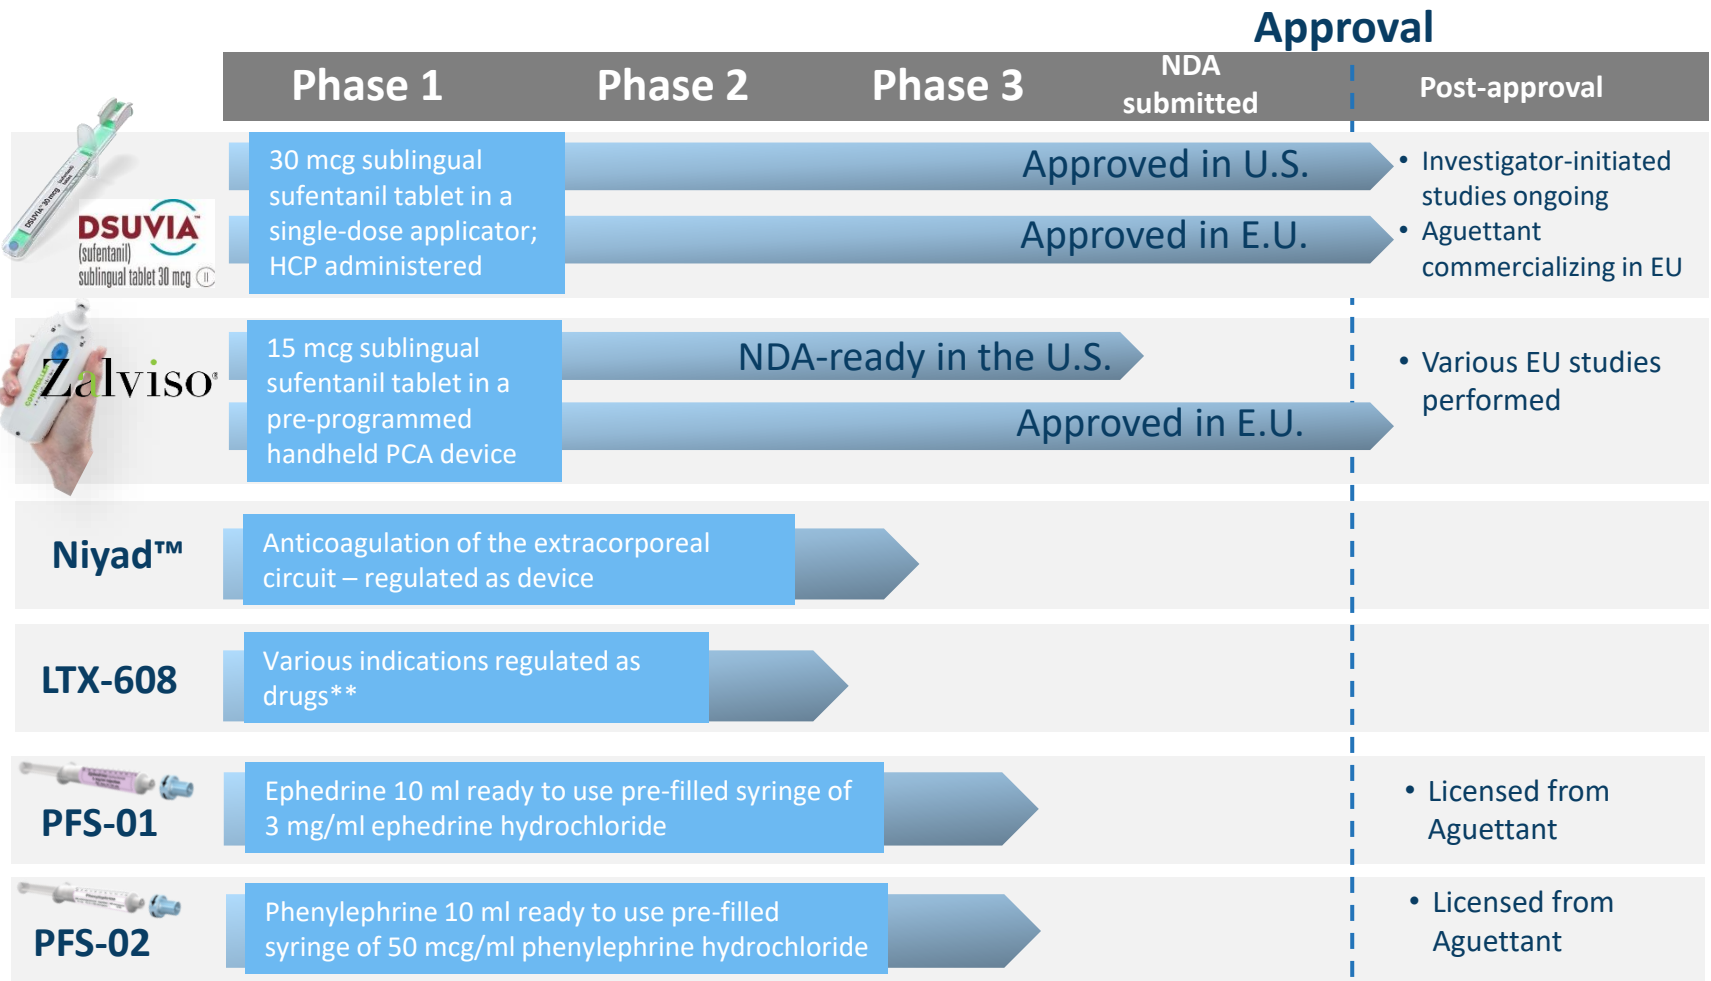 Approval
Phase 1
Phase 2
Phase 3
NDA
submitted
Post-approval
DSUVIA™ 30 mcg
DSUVIA™
(sufentanil)
sublingual tablet 30 mcg
30 mcg sublingual
sufentanil tablet in a
single-dose applicator;
HCP administered
Approved in U.S.
Approved in E.U.
• Investigator-initiated
studies ongoing
• Aguettant
commercializing in EU
CONTROLLER
Zalviso®
15 mcg sublingual
sufentanil tablet in a
pre-programmed
handheld PCA device
NDA-ready in the U.S.
Approved in E.U.
• Various EU studies
performed
Niyad™
Anticoagulation of the extracorporeal
circuit – regulated as device
LTX-608
Various indications regulated as
drugs**
PFS-01
Ephedrine 10 ml ready to use pre-filled syringe of
3 mg/ml ephedrine hydrochloride
• Licensed from
Aguettant
PFS-02
Phenylephrine 10 ml ready to use pre-filled
syringe of 50 mcg/ml phenylephrine hydrochloride
• Licensed from
Aguettant